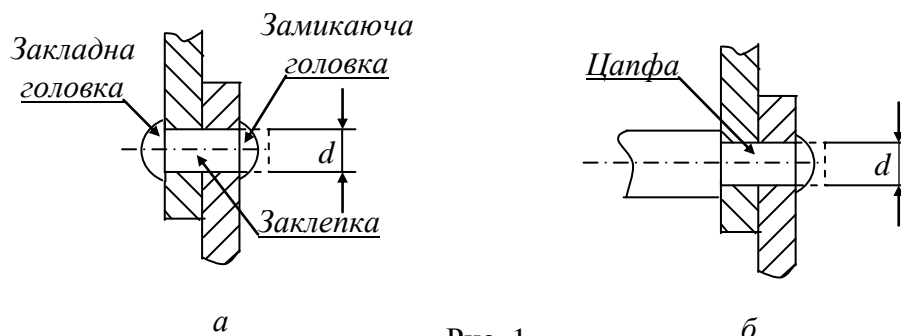 Закладна
головка
Замикаюча
головка
d
Заклепка
а
Цапфа
d
б
Рис. 1